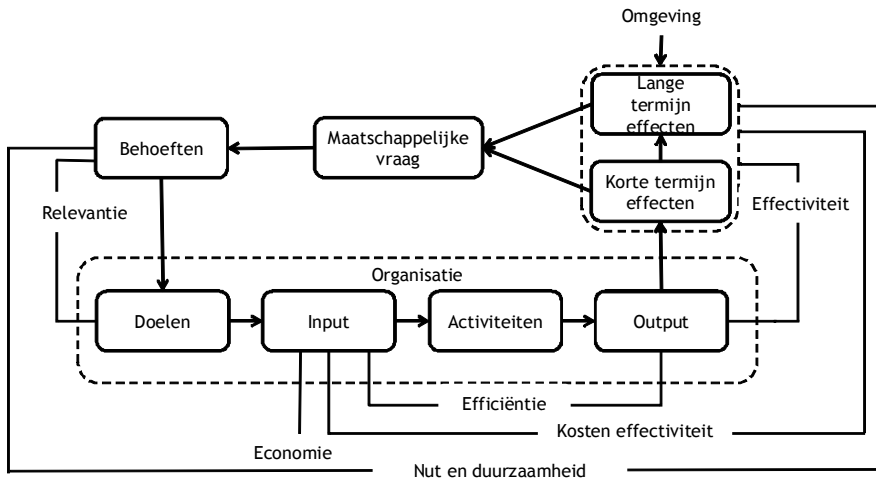 Omgeving
Lange
termijn
effecten
Behoeften
Maatschappelijke
vraag
Korte termijn
effecten
Effectiviteit
Relevantie
Organisatie
Doelen
Input
Activiteiten
Output
Efficiëntie
Kosten effectiviteit
Economie
Nut en duurzaamheid